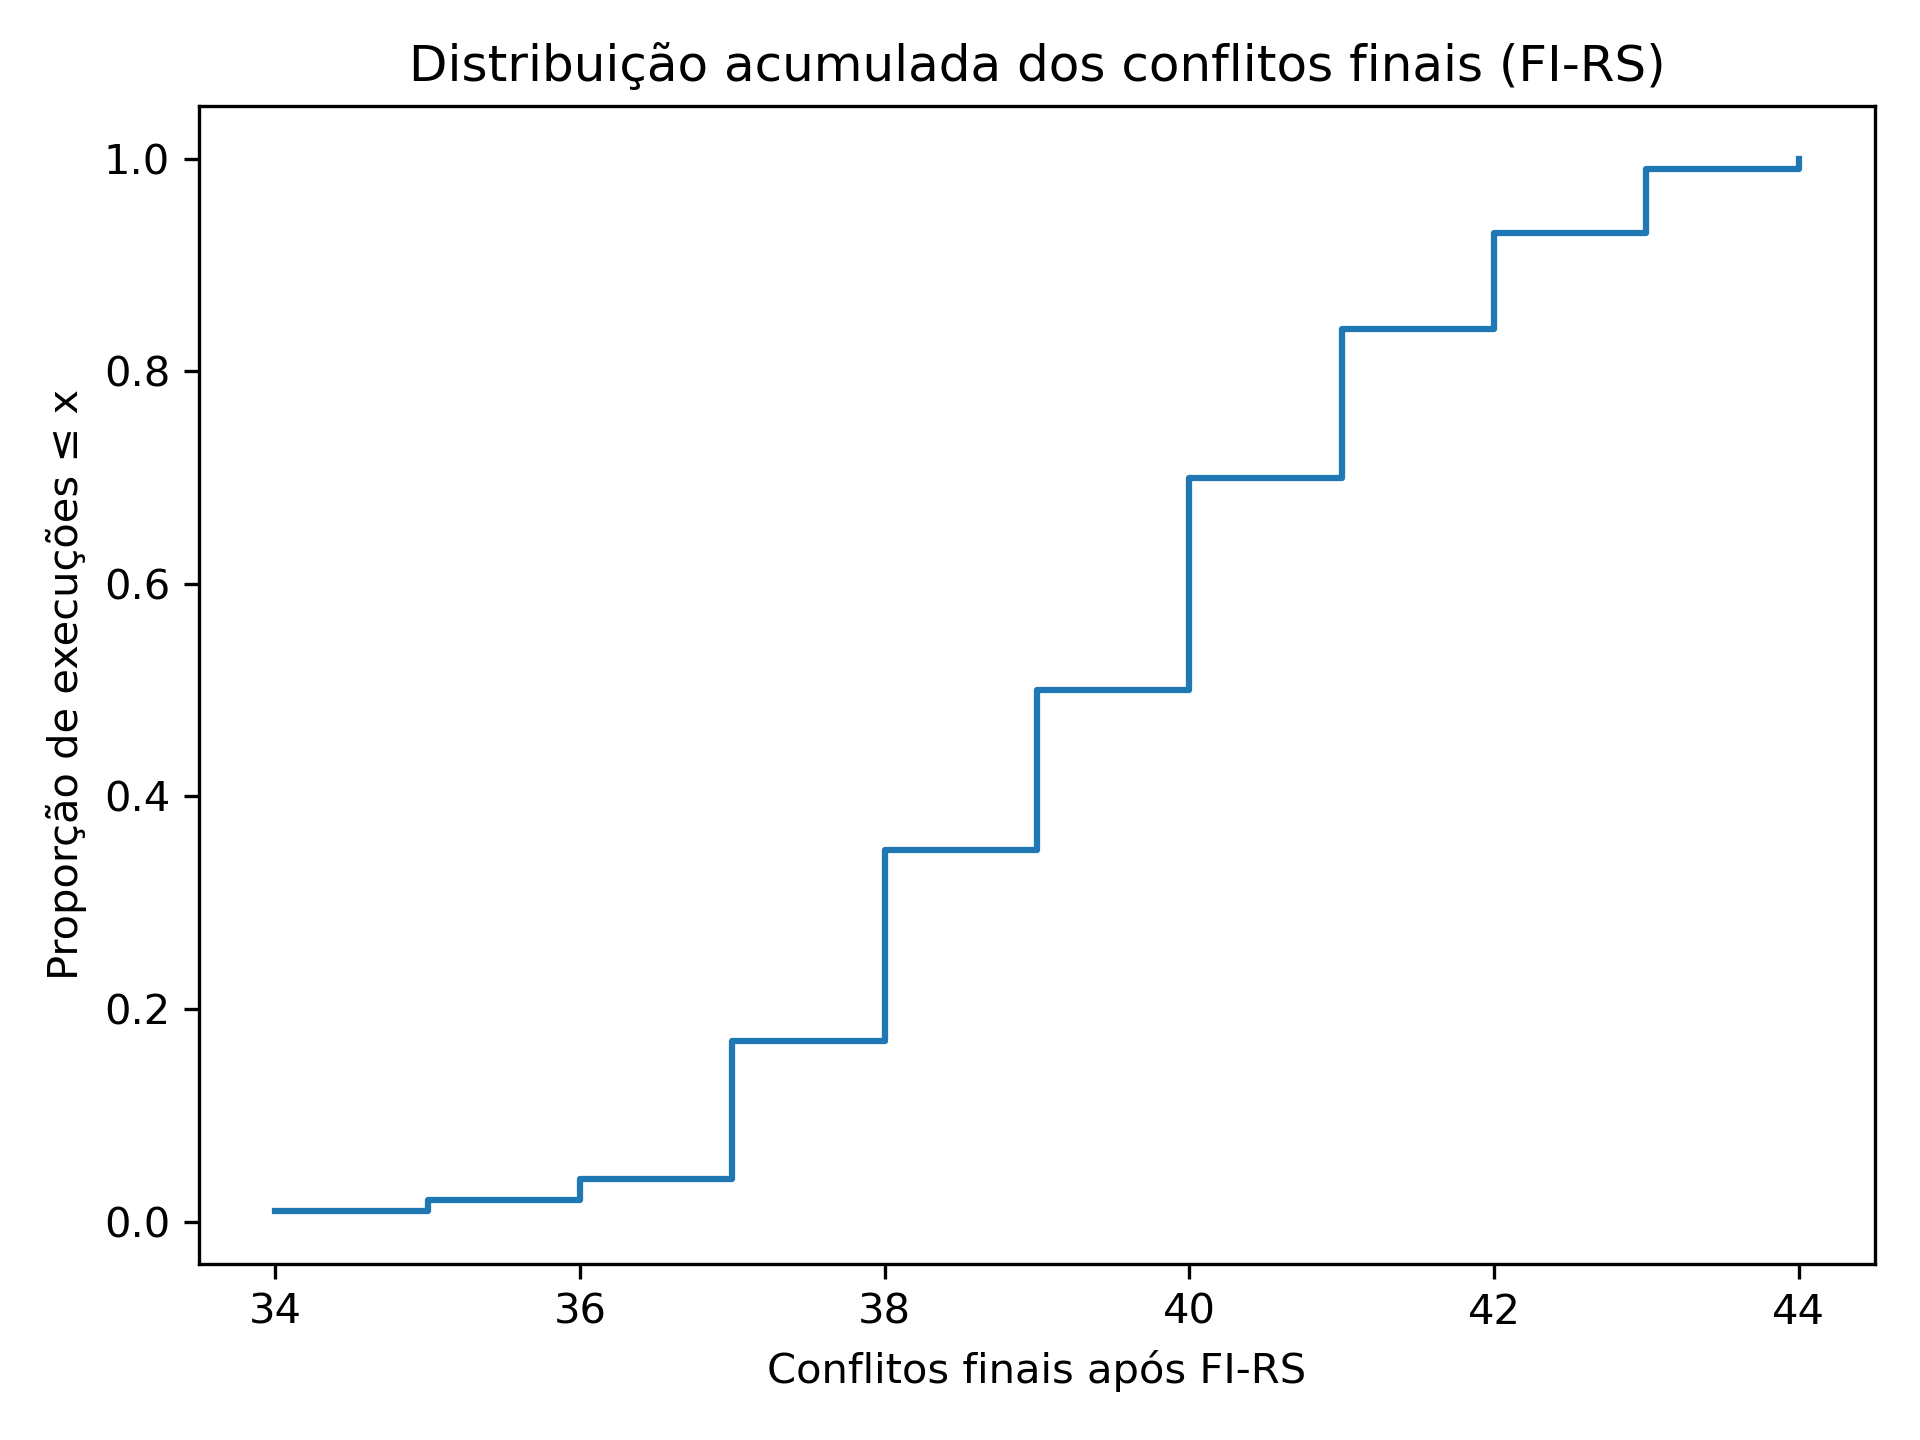 Distribuição acumulada dos conflitos finais (FI-RS)
Proporção de execuções ≤ x
1.0
0.8
0.6
0.4
0.2
0.0
34 36 38 40 42 44
Conflitos finais após FI-RS